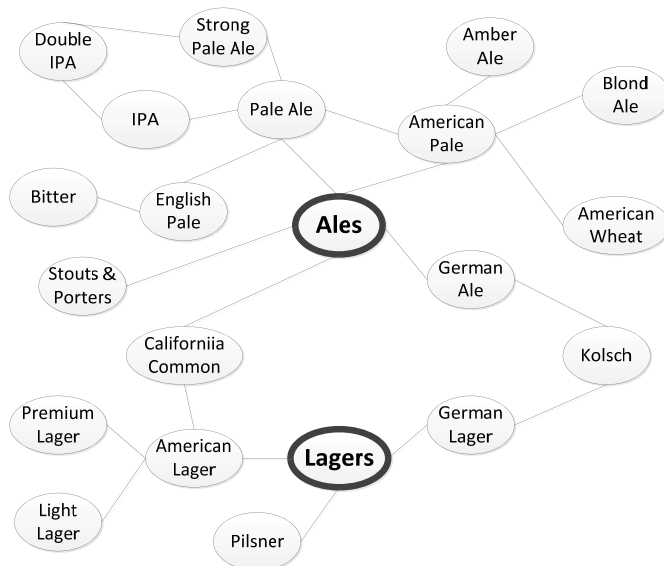 Double
IPA
Strong
Pale Ale
Amber
Ale
Blond
Ale
IPA
Pale Ale
American
Pale
Bitter
English
Pale
Ales
American
Wheat
Stouts &
Porters
German
Ale
Californiia
Common
Kolsch
Premium
Lager
American
Lager
Lagers
German
Lager
Light
Lager
Pilsner